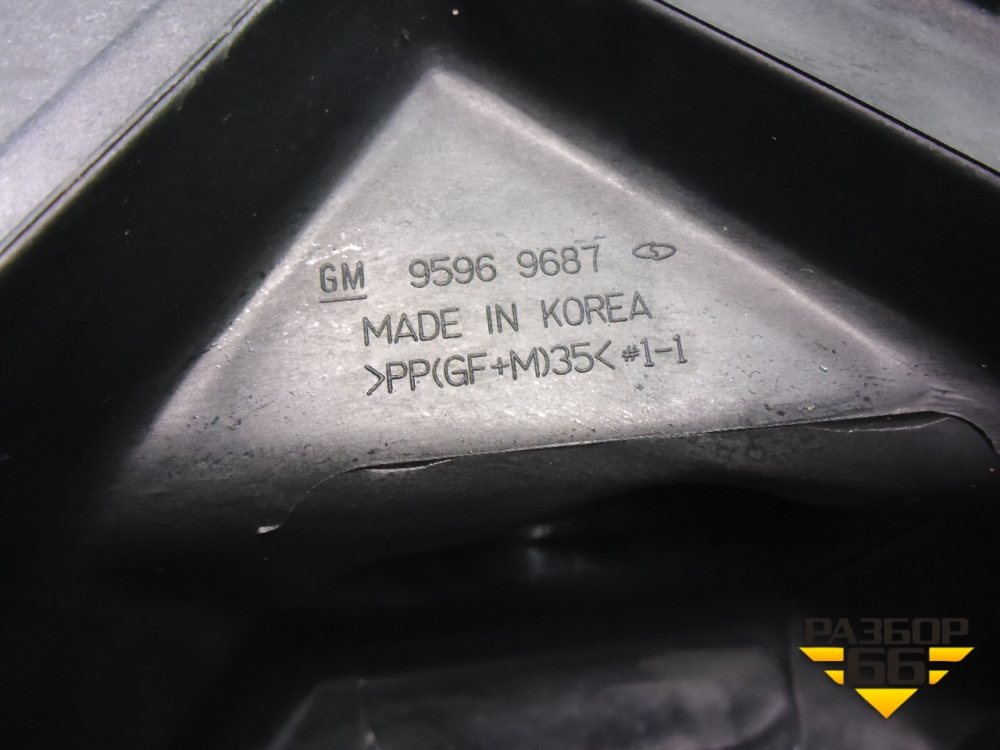 GM 9596 9687
MADE IN KOREA
>PP(GF+M)35< #1-1
РАЗБОР
66